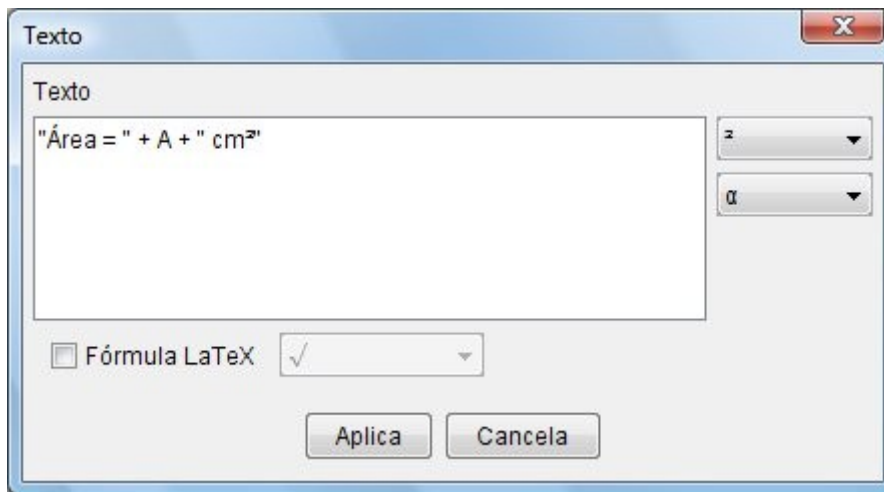 Texto
Texto
"Área = " + A + " cm²"
²
α
Fórmula LaTeX √
Aplica Cancela